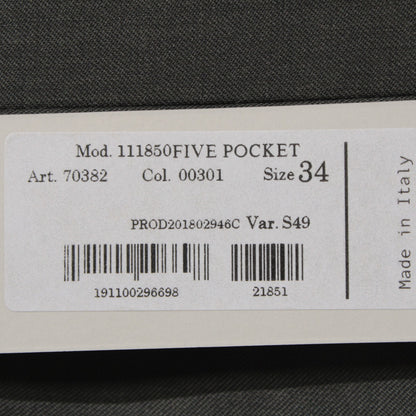 Mod. 111850FIVE POCKET
Art. 70382 Col. 00301 Size 34
PROD201802946C Var. S49
191100296698 21851
Made in Italy